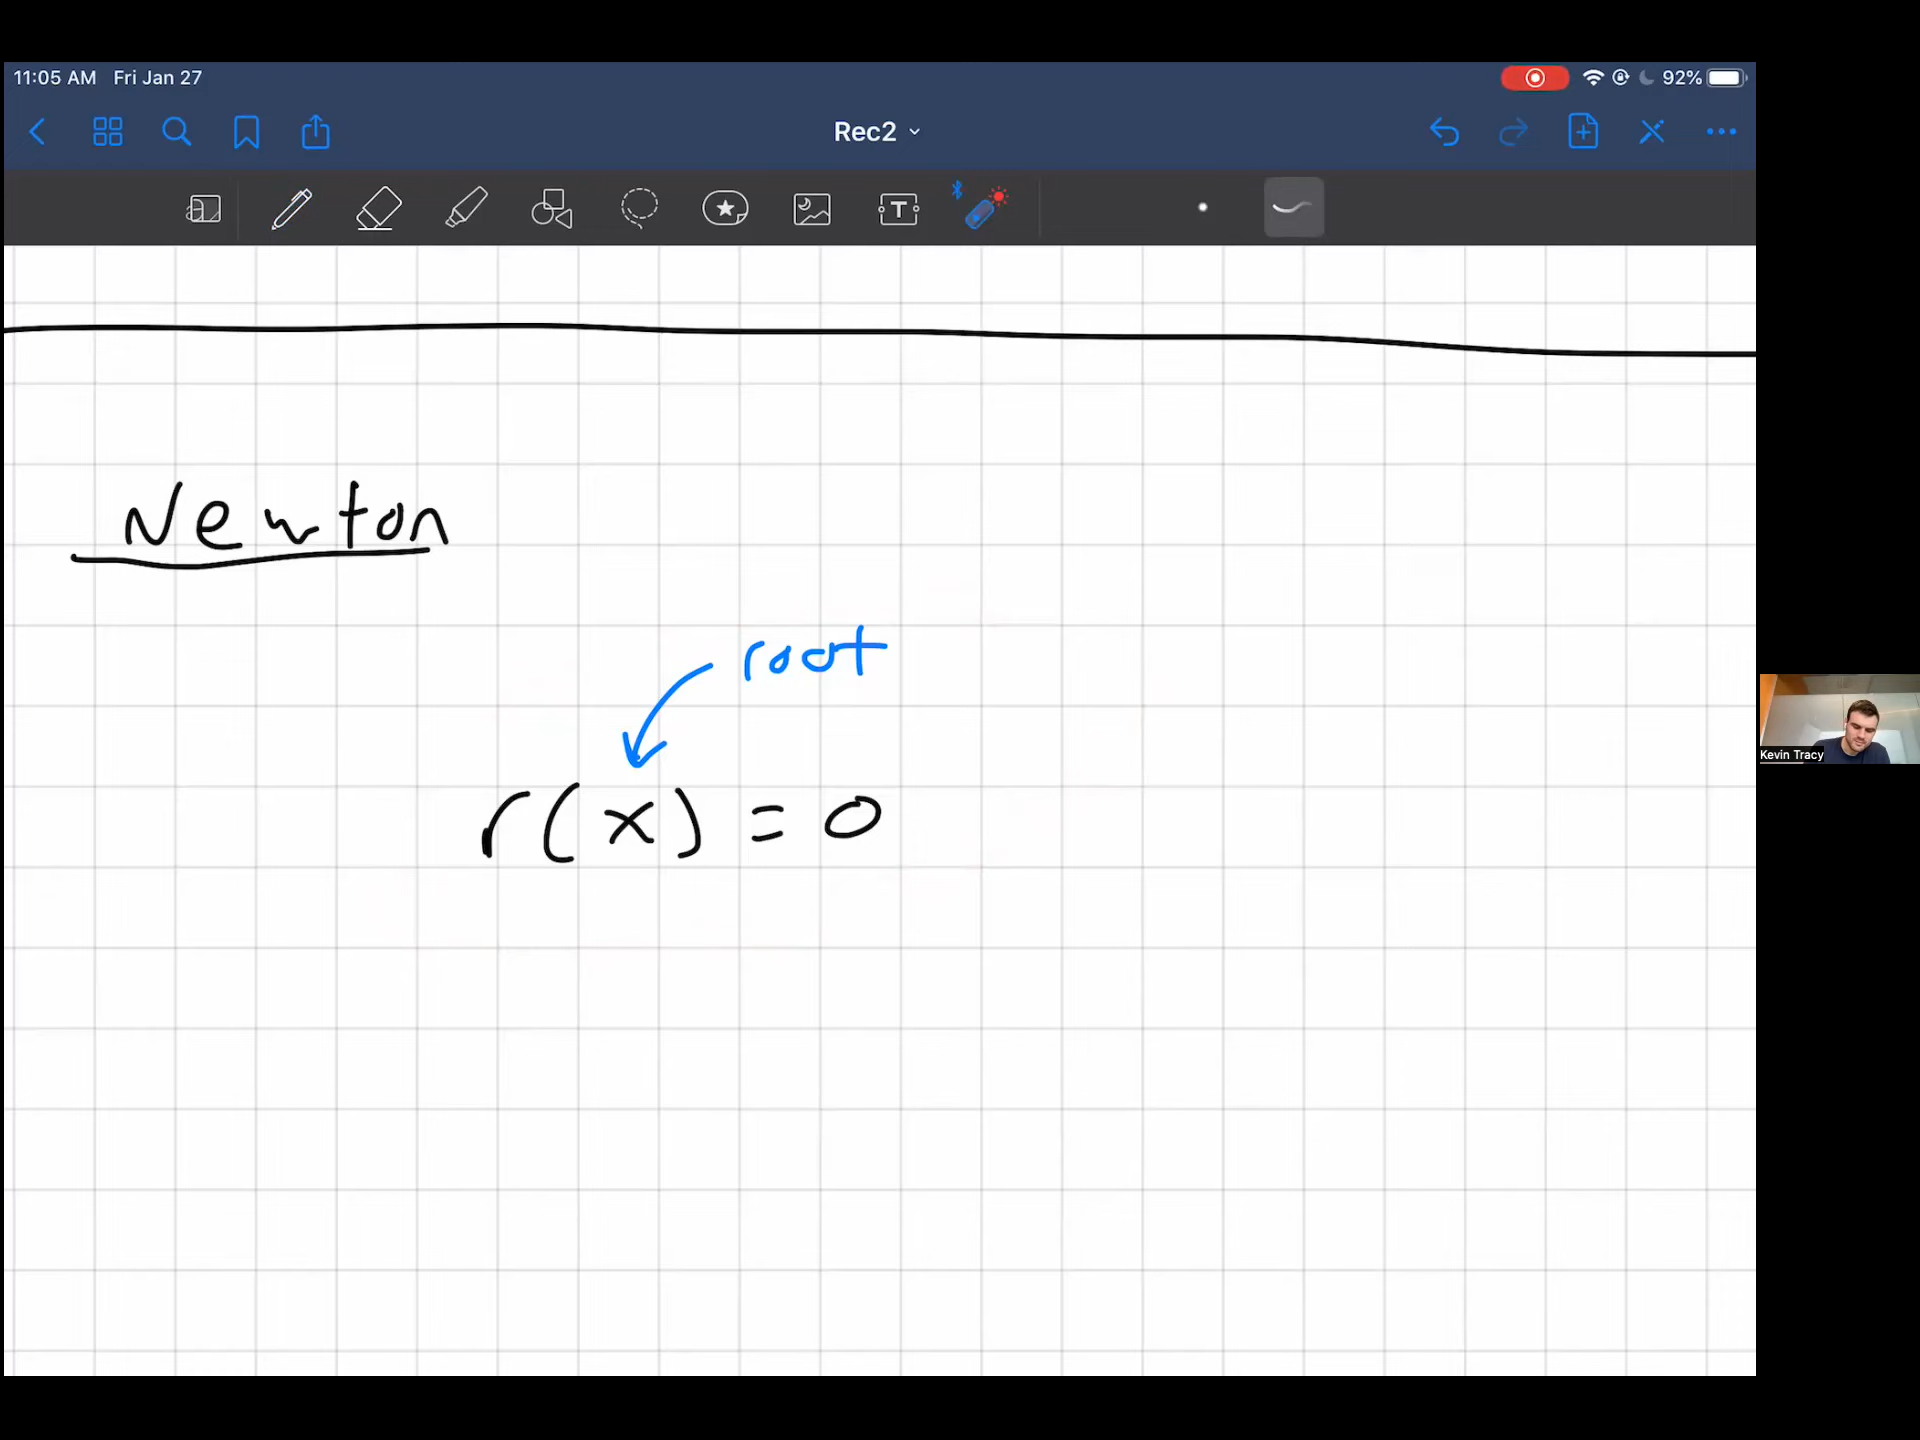 11:05 AM Fri Jan 27 92%
Rec2
T
Newton
root
r(x) = 0
Kevin Tracy